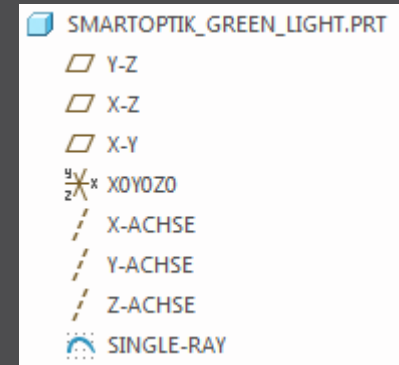 SMARTOPTIK_GREEN_LIGHT.PRT
Y-Z
X-Z
X-Y
y x z X0Y0Z0
X-ACHSE
Y-ACHSE
Z-ACHSE
SINGLE-RAY